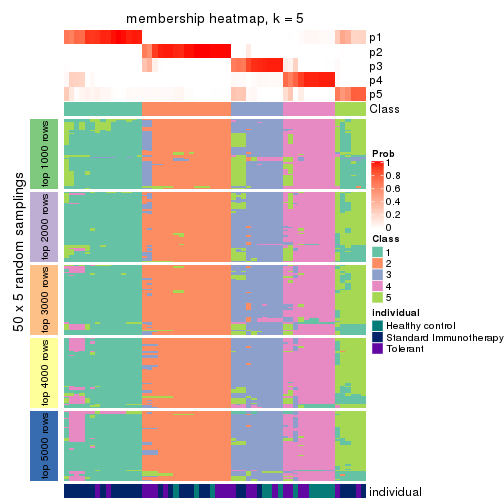 membership heatmap, k = 5
p1
p2
p3
p4
p5
Class
50 x 5 random samplings
top 1000 rows
top 2000 rows
top 3000 rows
top 4000 rows
top 5000 rows
Prob
1
0.8
0.6
0.4
0.2
0
Class
1
2
3
4
5
individual
Healthy control
Standard Immunotherapy
Tolerant
individual